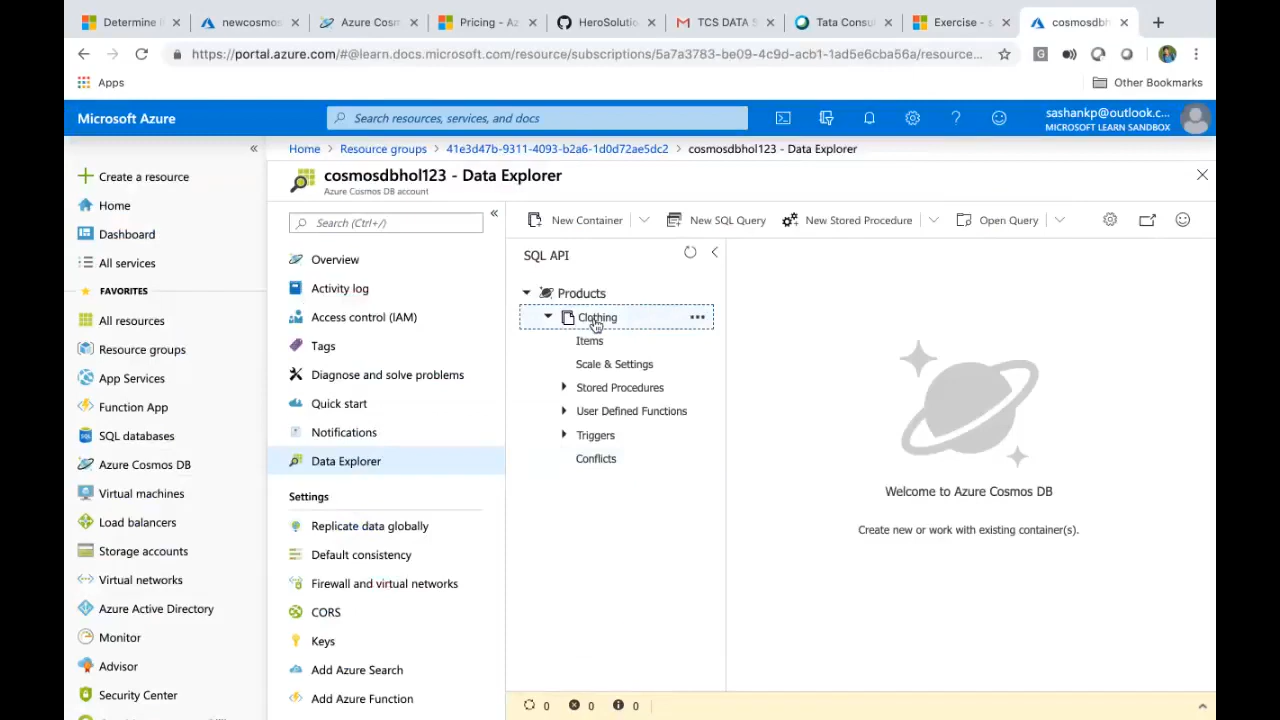 Determine
newcosmos
Azure Cosm
Pricing - Az
HeroSolutio
TCS DATA S
Tata Consul
Exercise - s
cosmosdbh
https://portal.azure.com/#@learn.docs.microsoft.com/resource/subscriptions/5a7a3783-be09-4c9d-acb1-1ad5e6cba56a/resource...
Apps
Other Bookmarks
Microsoft Azure
Search resources, services, and docs
sashankp@outlook.c...
MICROSOFT LEARN SANDBOX
Home > Resource groups > 41e3d47b-9311-4093-b2a6-1d0d72ae5dc2 > cosmosdbhol123 - Data Explorer
Create a resource
Home
Dashboard
All services
FAVORITES
All resources
Resource groups
App Services
Function App
SQL databases
Azure Cosmos DB
Virtual machines
Load balancers
Storage accounts
Virtual networks
Azure Active Directory
Monitor
Advisor
Security Center
cosmosdbhol123 - Data Explorer
Azure Cosmos DB account
Search (Ctrl+/)
Overview
Activity log
Access control (IAM)
Tags
Diagnose and solve problems
Quick start
Notifications
Data Explorer
Settings
Replicate data globally
Default consistency
Firewall and virtual networks
CORS
Keys
Add Azure Search
Add Azure Function
New Container
New SQL Query
New Stored Procedure
Open Query
SQL API
Products
Clothing
Items
Scale & Settings
Stored Procedures
User Defined Functions
Triggers
Conflicts
Welcome to Azure Cosmos DB
Create new or work with existing container(s).
0 0 0